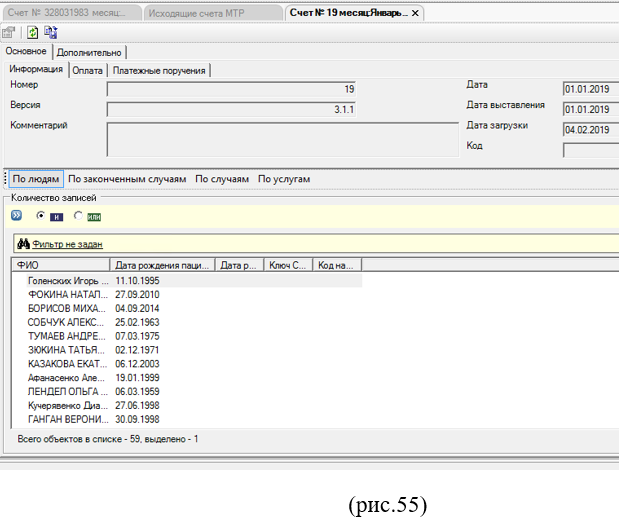 Счет № 328031983 месяц:... Исходящие счета МТР Счет № 19 месяц:Январь...
Основное Дополнительно
Информация Оплата Платежные поручения
Номер 19 Дата 01.01.2019
Версия 3.1.1 Дата выставления 01.01.2019
Комментарий Дата загрузки 04.02.2019
Код
По людям По законченным случаям По случаям По услугам
Количество записей
и или
Фильтр не задан
ФИО Дата рождения паци... Дата р... Ключ С... Код на...
Голенских Игорь ... 11.10.1995
ФОКИНА НАТАЛ... 27.09.2010
БОРИСОВ МИХА... 04.09.2014
СОБЧУК АЛЕКС... 25.02.1963
ТУМАЕВ АНДРЕ... 07.03.1975
ЗЮКИНА ТАТЬЯ... 02.12.1971
КАЗАКОВА ЕКАТ... 06.12.2003
Афанасенко Але... 19.01.1999
ЛЕНДЕЛ ОЛЬГА ... 06.03.1959
Кучерявенко Диа... 27.06.1998
ГАНГАН ВЕРОНИ... 30.09.1998
Всего объектов в списке - 59, выделено - 1
(рис.55)